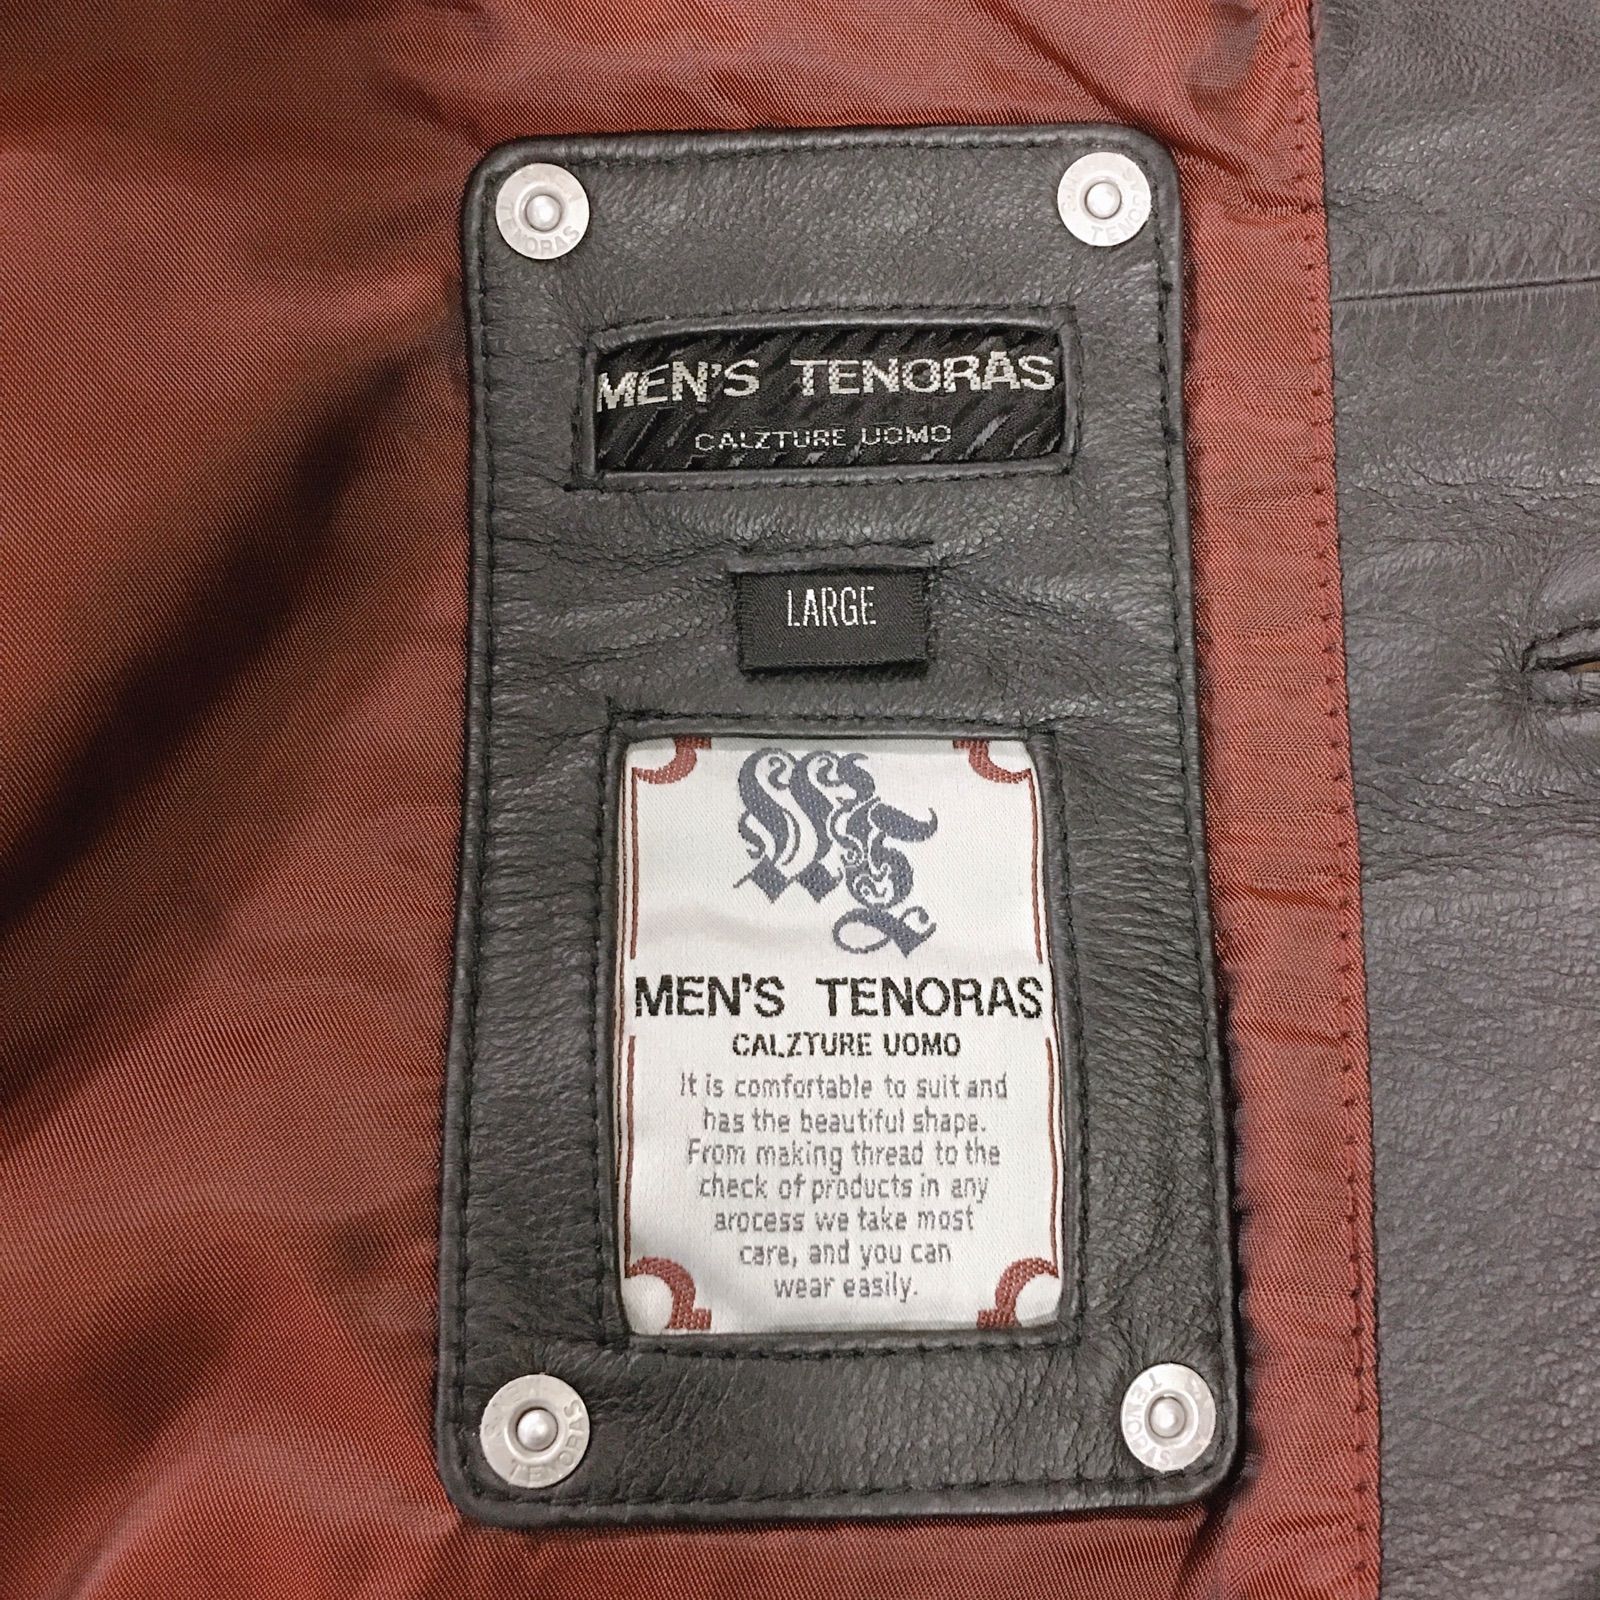 TENORAS
TENORAS
MEN'S TENORAS
CALZTURE UOMO
LARGE
MEN'S TENORAS
CALZTURE UOMO
It is comfortable to suit and
has the beautiful shape.
From making thread to the
check of products in any
arocess we take most
care, and you can
wear easily.
TENORAS
TENORAS